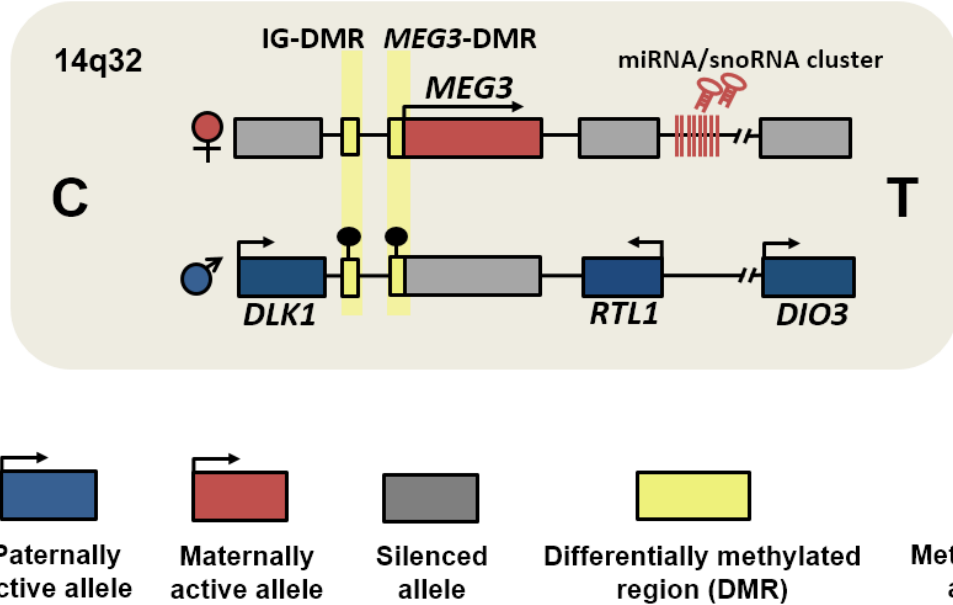 IG-DMR MEG3-DMR
14q32
miRNA/snoRNA cluster
MEG3
C
T
DLK1
RTL1
DIO3
Paternally
active allele
Maternally
active allele
Silenced
allele
Differentially methylated
region (DMR)